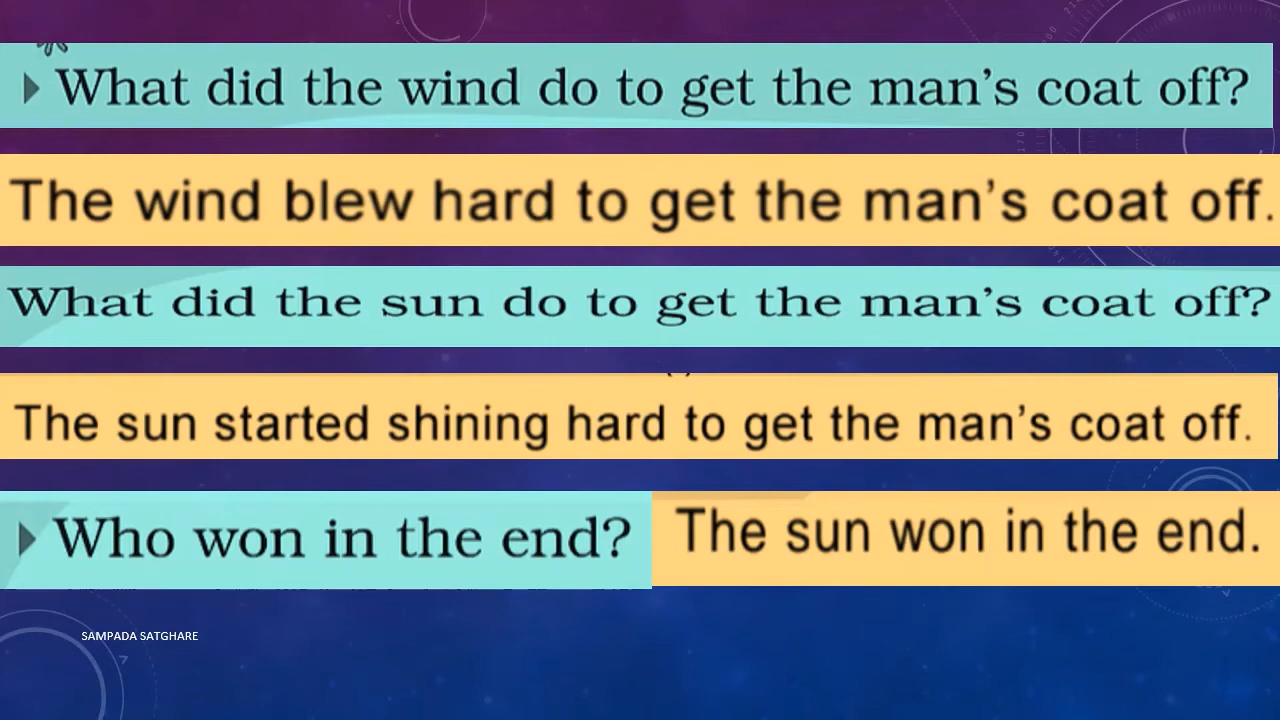 What did the wind do to get the man's coat off?
The wind blew hard to get the man's coat off.
What did the sun do to get the man's coat off?
The sun started shining hard to get the man's coat off.
Who won in the end?
The sun won in the end.
SAMPADA SATGHARE